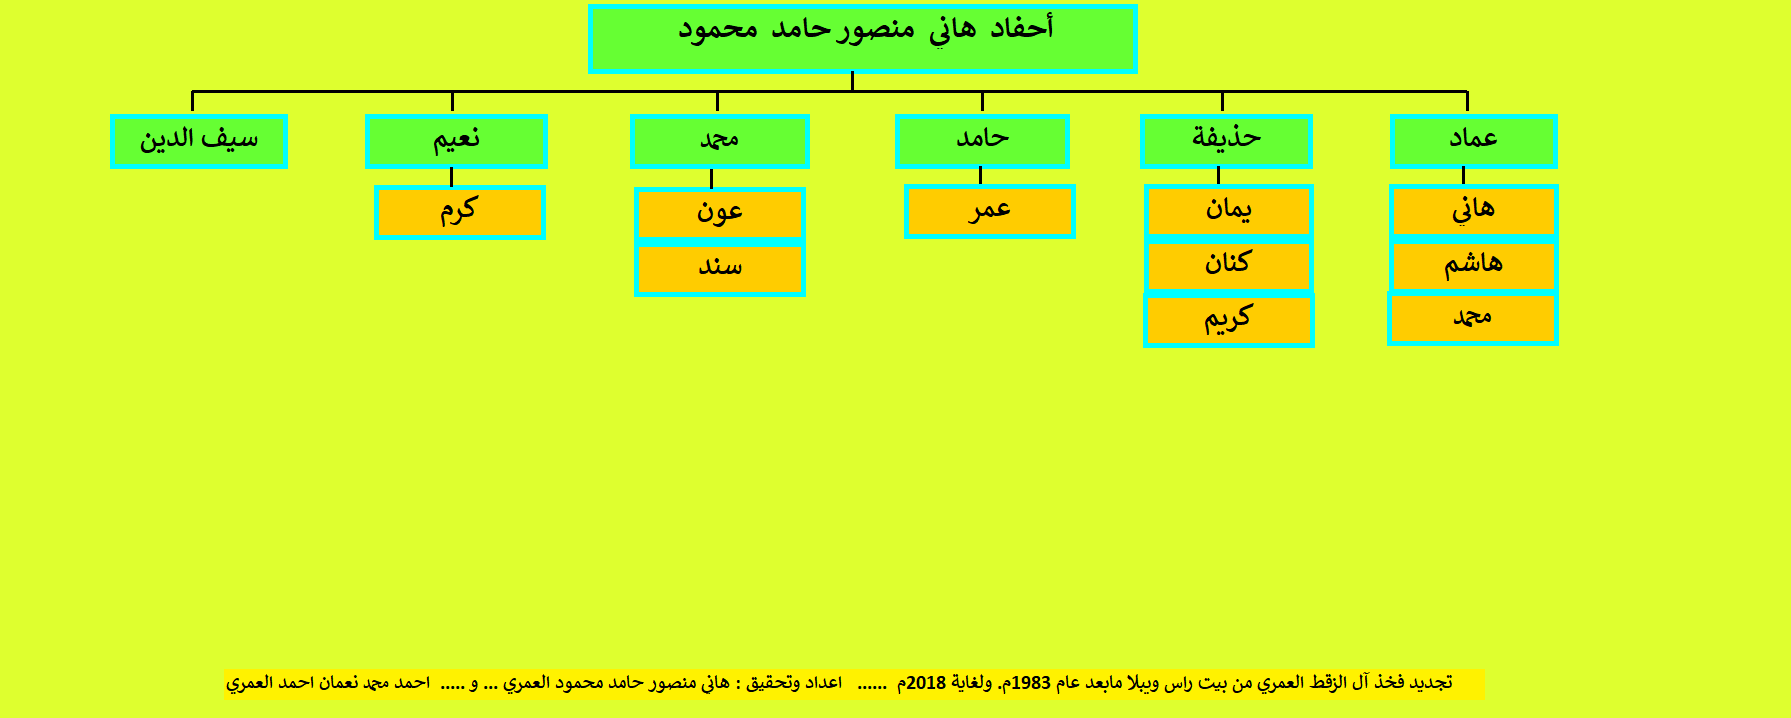 أحفاد هاني منصور حامد محمود
عماد
حذيفة
حامد
محمد
نعيم
سيف الدين
هاني
هاشم
محمد
يمان
كنان
كريم
عمر
عون
سند
كرم
تجديد فخذ آل الزقط العمري من بيت راس ويبلا مابعد عام 1983م. ولغاية 2018م ...... اعداد وتحقيق : هاني منصور حامد محمود العمري ... و ..... احمد محمد نعمان احمد العمري